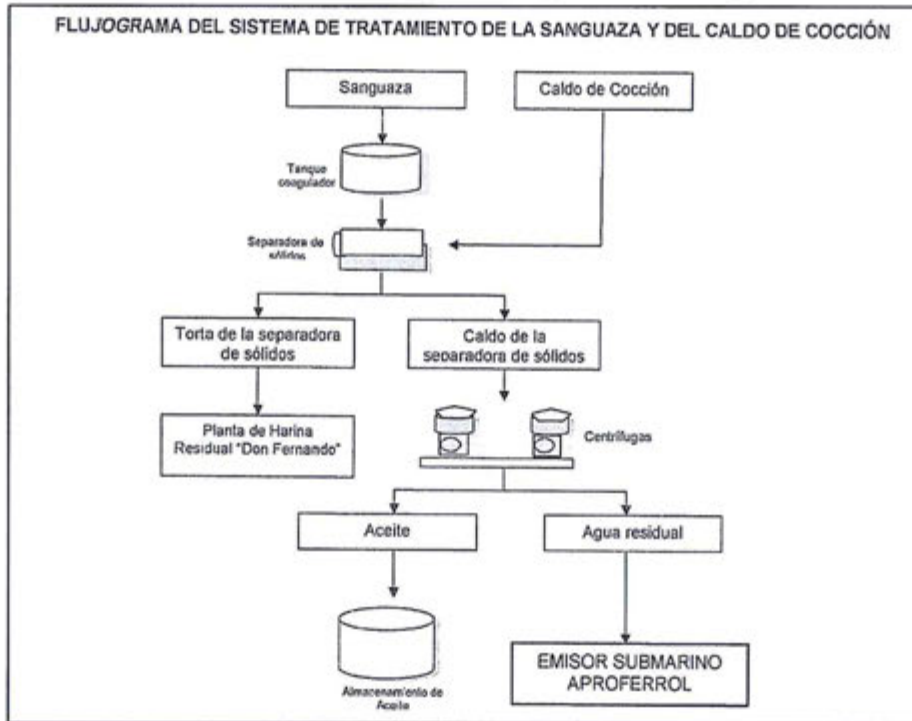 FLUJOGRAMA DEL SISTEMA DE TRATAMIENTO DE LA SANGUAZA Y DEL CALDO DE COCCIÓN
Sanguaza
Caldo de Cocción
Tanque
coagulador
Separadora de
sólidos
Torta de la separadora
de sólidos
Caldo de la
separadora de sólidos
Planta de Harina
Residual "Don Fernando"
Centrífugas
Aceite
Agua residual
Almacenamiento de
Aceite
EMISOR SUBMARINO
APROFERROL